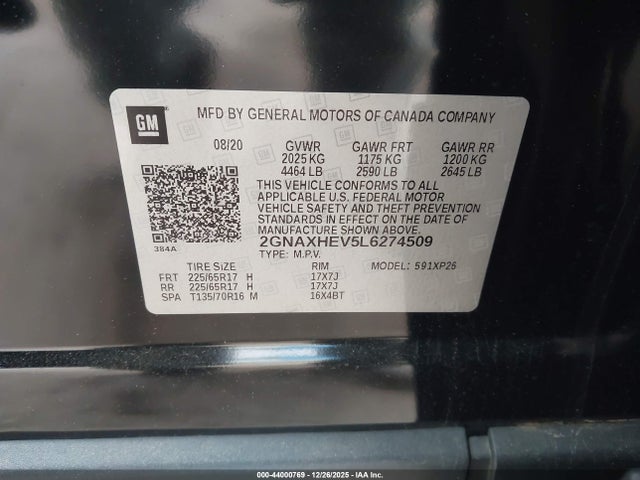 GM
MFD BY GENERAL MOTORS OF CANADA COMPANY
08/20 GVWR GAWR FRT GAWR RR
2025 KG 1175 KG 1200 KG
4464 LB 2590 LB 2645 LB
THIS VEHICLE CONFORMS TO ALL
APPLICABLE U.S. FEDERAL MOTOR
VEHICLE SAFETY AND THEFT PREVENTION
STANDARDS IN EFFECT ON THE DATE OF
MANUFACTURE SHOWN ABOVE.
384A 2GNAXHEV5L6274509
TYPE: M.P.V.
TIRE SIZE RIM MODEL: 591XP26
FRT 225/65R17 H 17X7J
RR 225/65R17 H 17X7J
SPA T135/70R16 M 16X4BT
000-44000769 - 12/26/2025 - IAA Inc.